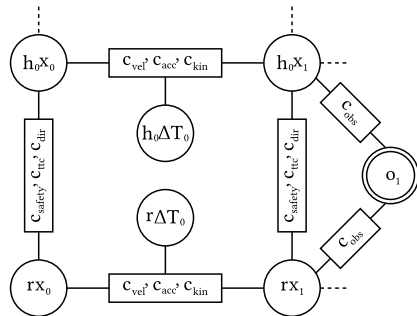 h₀x₀
c_vel, c_acc, c_kin
h₀x₁
c_obs
h₀ΔT₀
c_safety, c_ttc, c_dir
c_safety, c_ttc, c_dir
o₁
rΔT₀
c_obs
rx₀
c_vel, c_acc, c_kin
rx₁